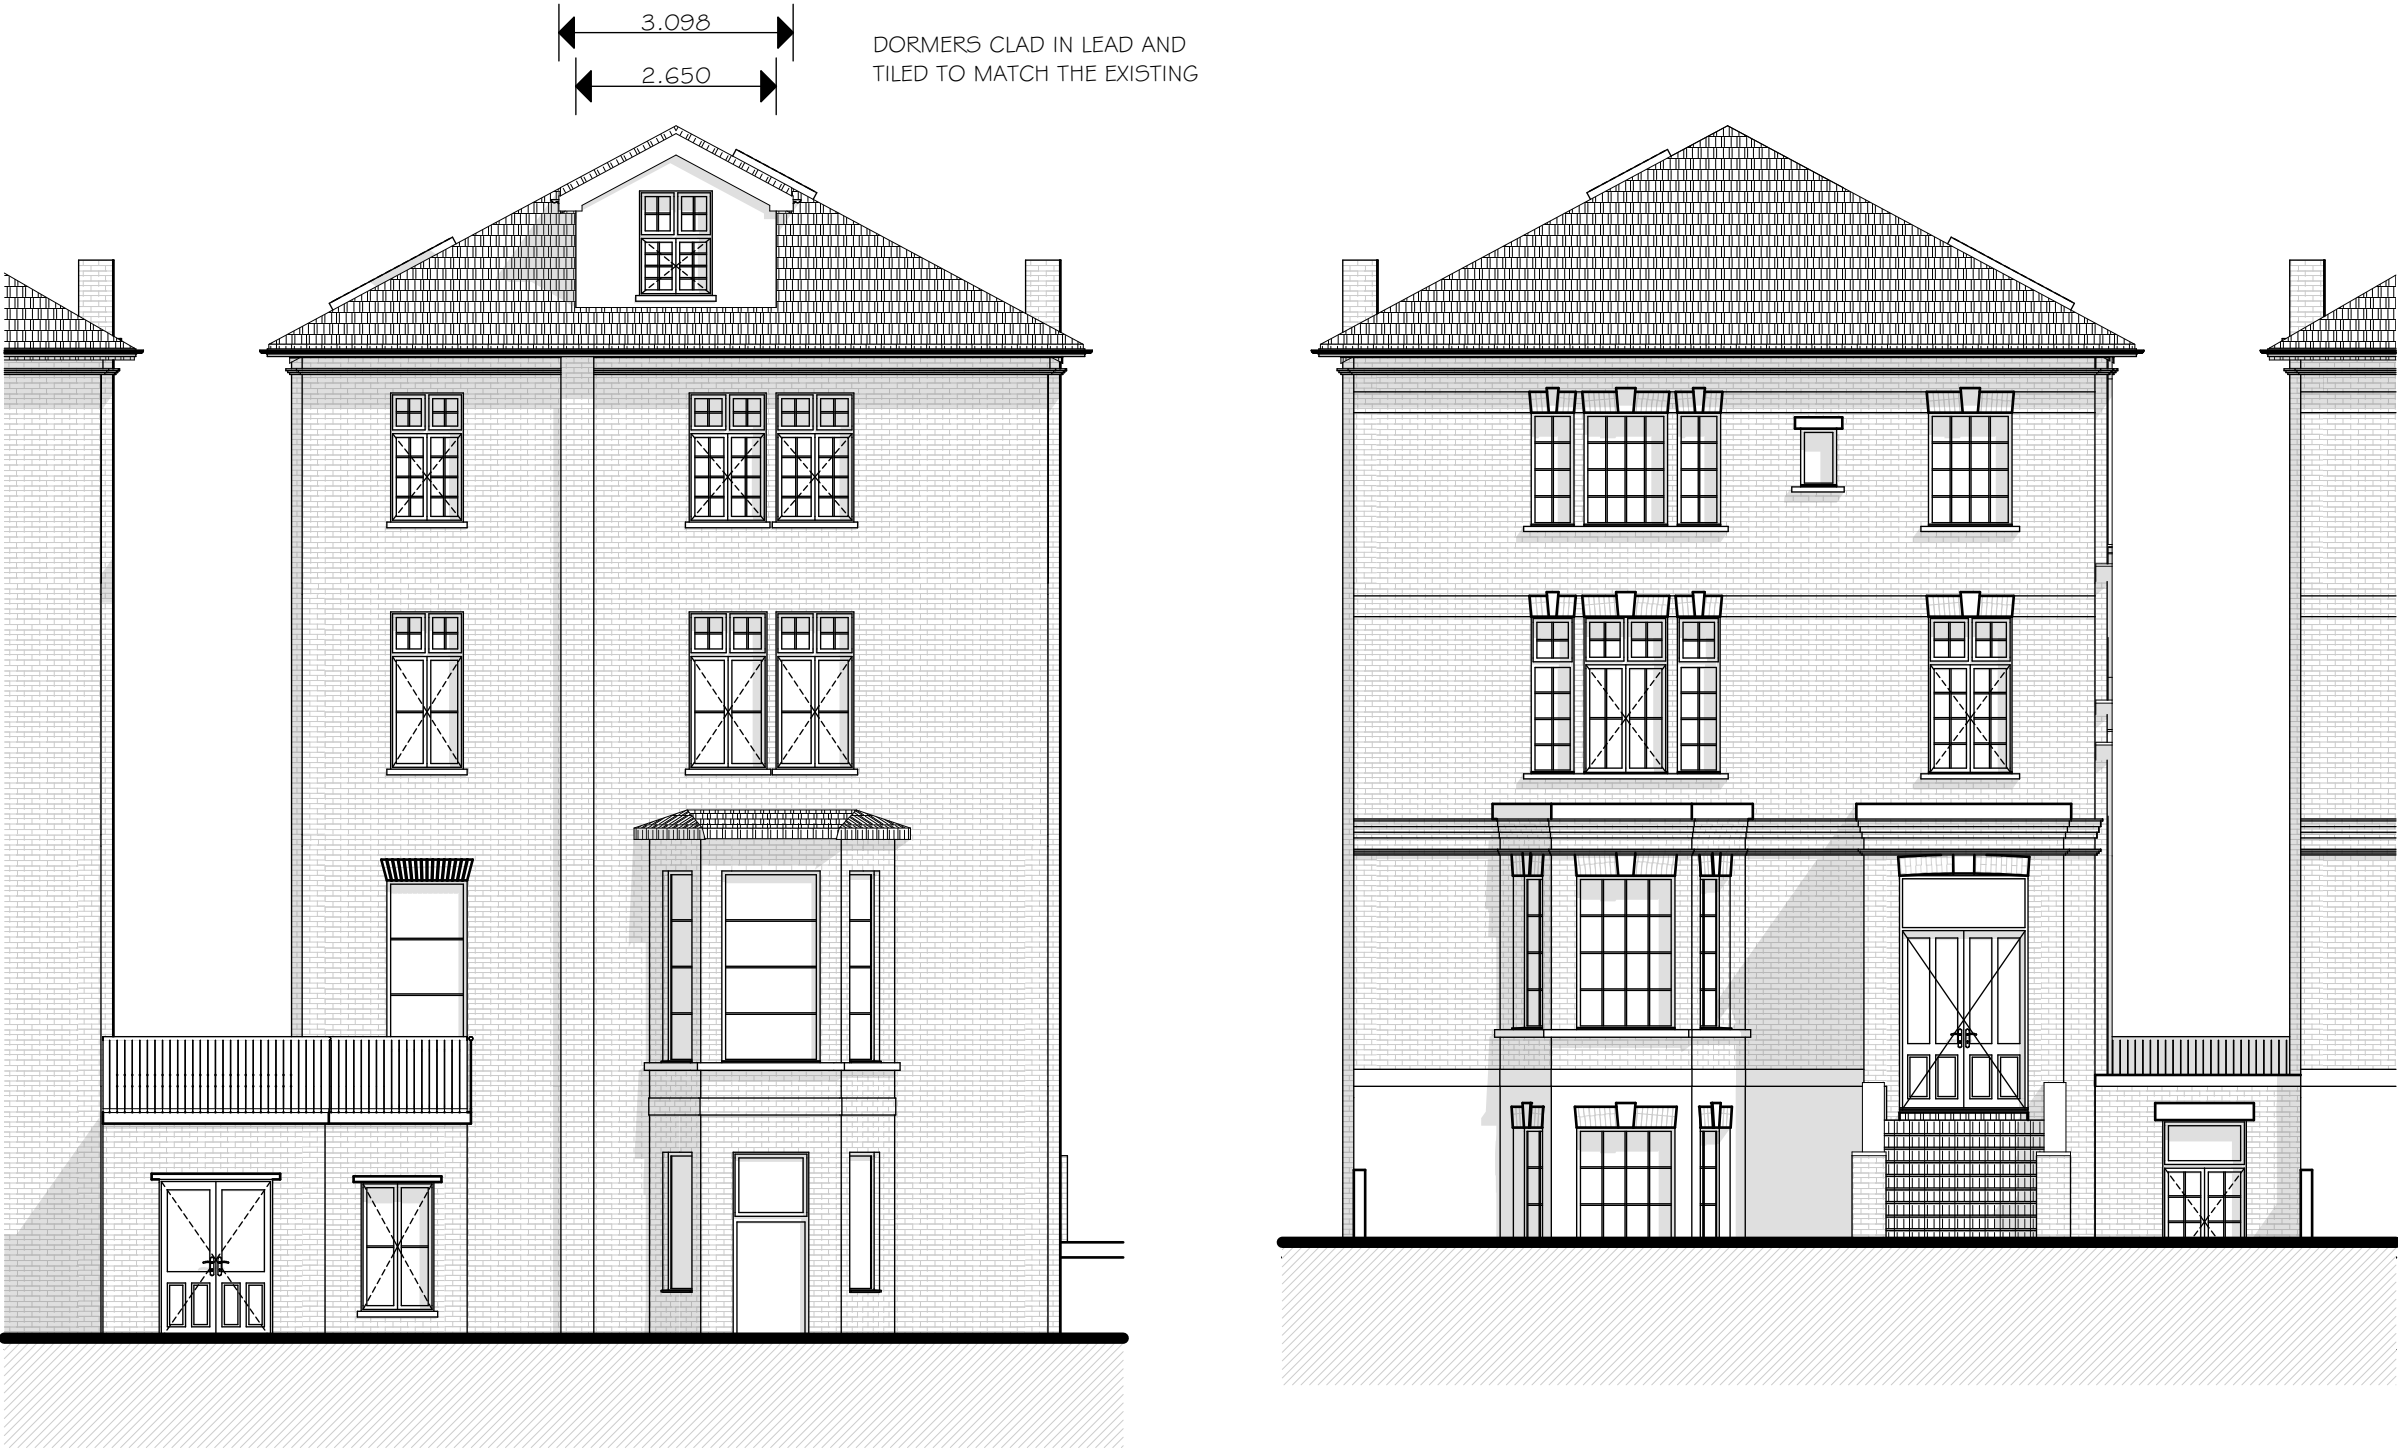 3.098
2.650
DORMERS CLAD IN LEAD AND
TILED TO MATCH THE EXISTING